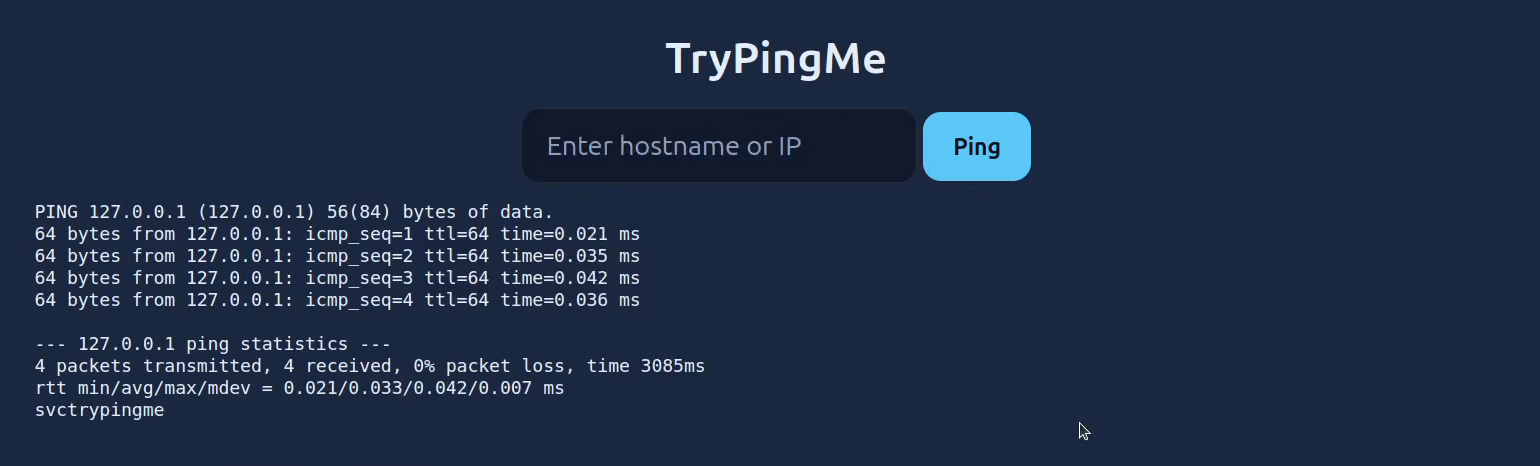 TryPingMe
Enter hostname or IP
Ping
PING 127.0.0.1 (127.0.0.1) 56(84) bytes of data.
64 bytes from 127.0.0.1: icmp_seq=1 ttl=64 time=0.021 ms
64 bytes from 127.0.0.1: icmp_seq=2 ttl=64 time=0.035 ms
64 bytes from 127.0.0.1: icmp_seq=3 ttl=64 time=0.042 ms
64 bytes from 127.0.0.1: icmp_seq=4 ttl=64 time=0.036 ms
--- 127.0.0.1 ping statistics ---
4 packets transmitted, 4 received, 0% packet loss, time 3085ms
rtt min/avg/max/mdev = 0.021/0.033/0.042/0.007 ms
svctrypingme